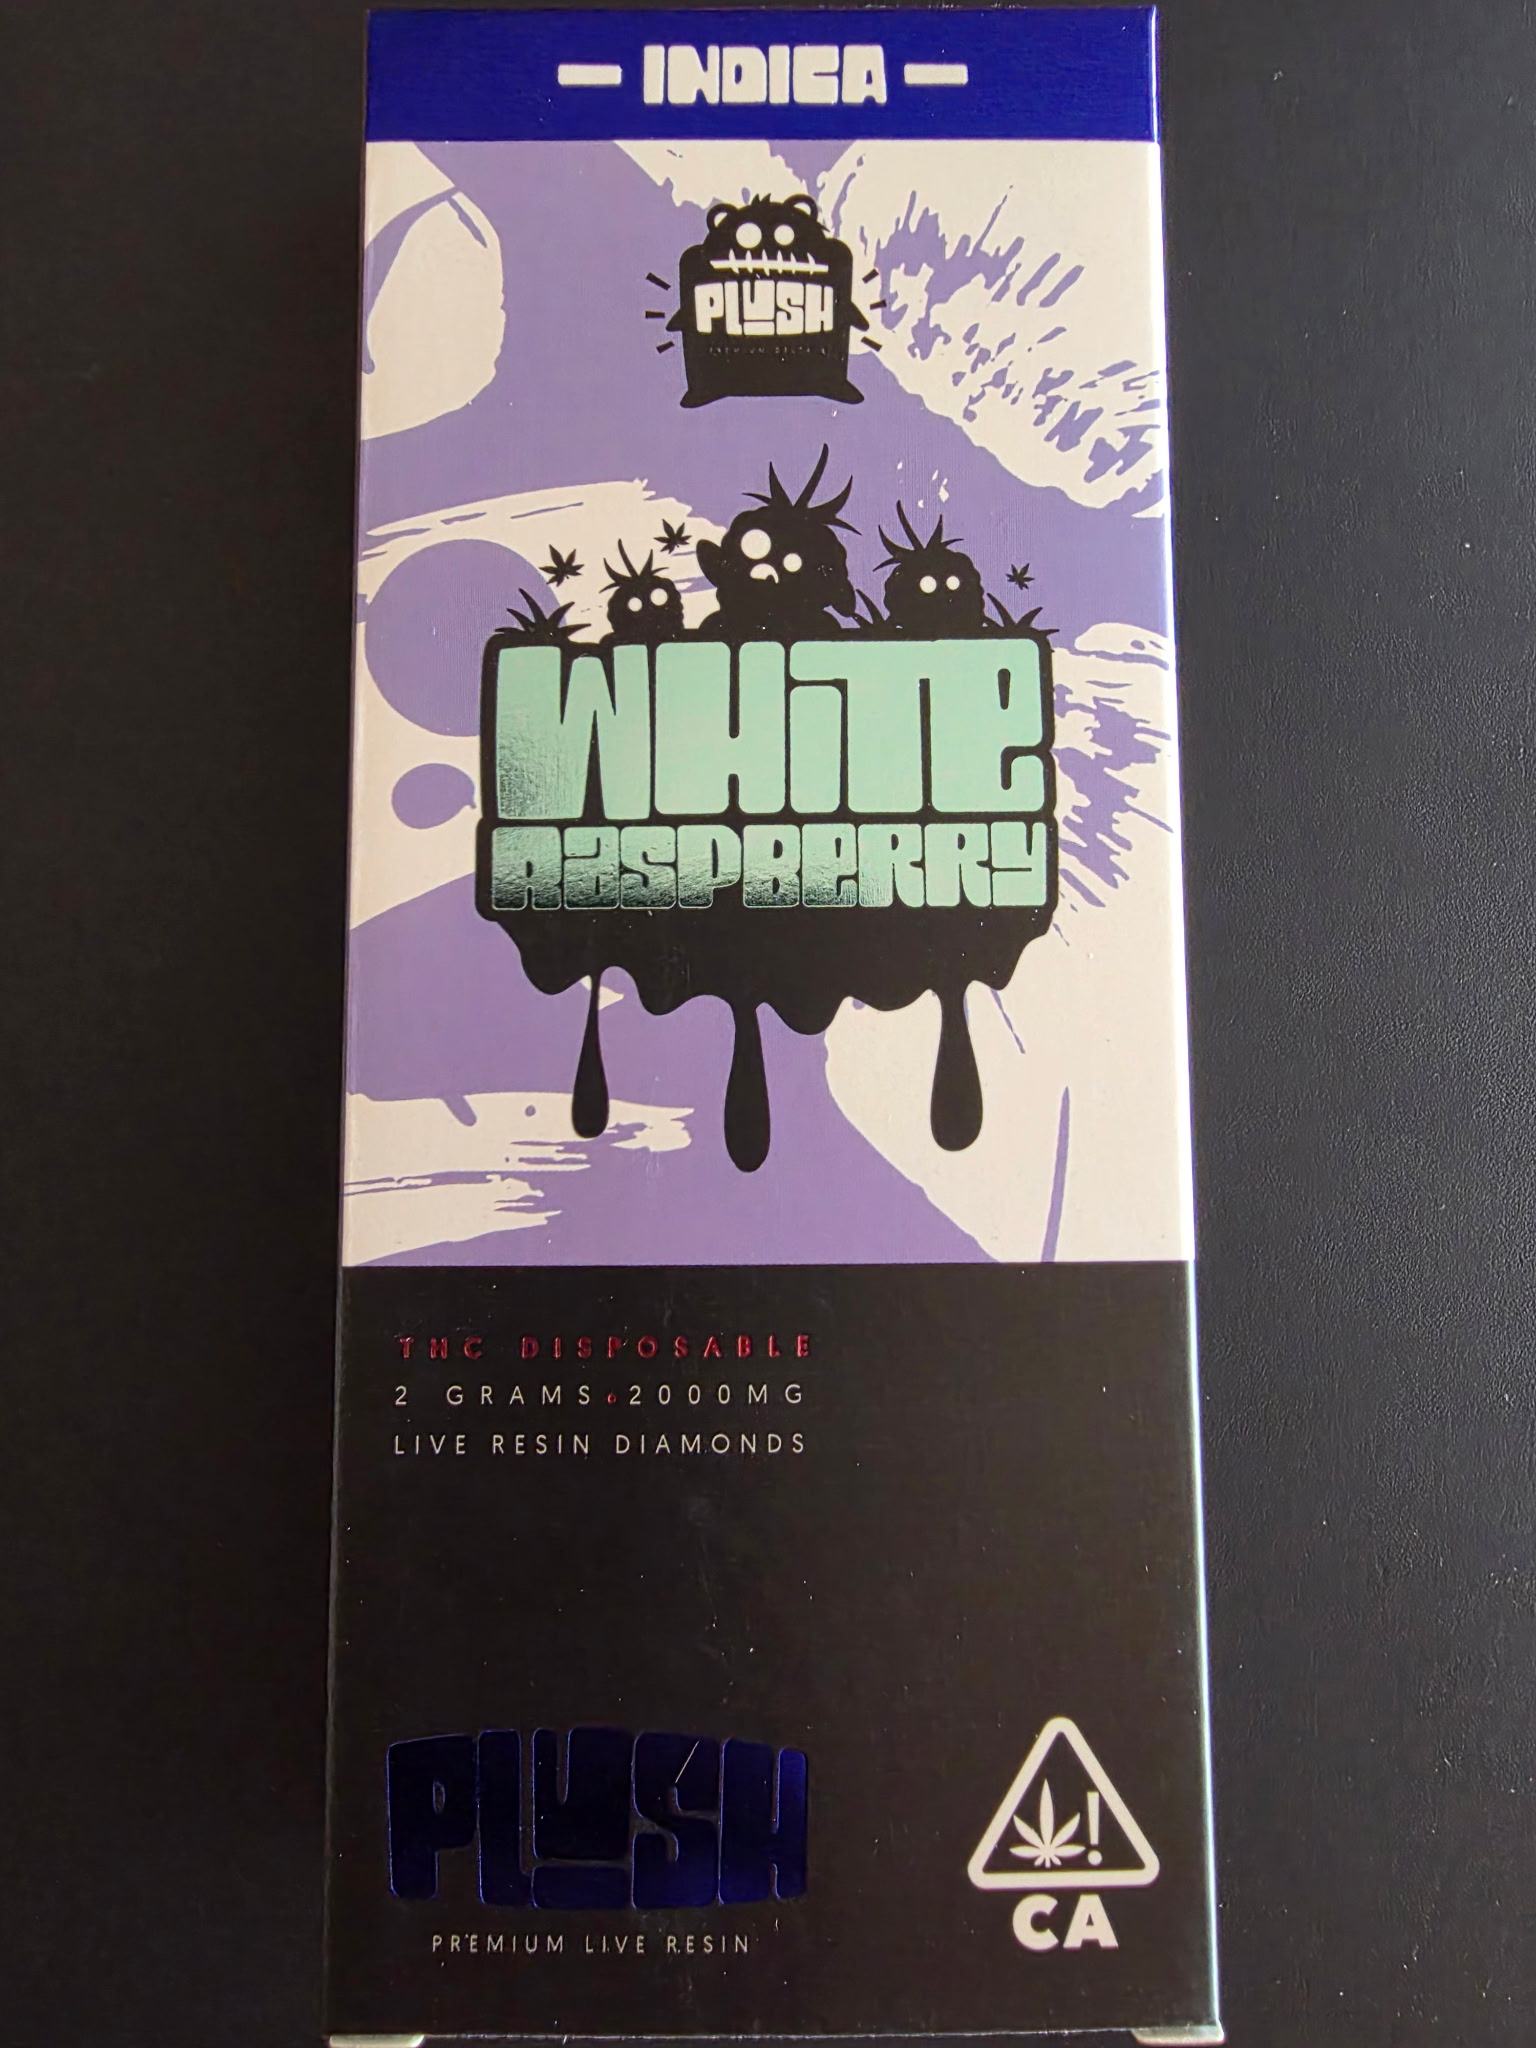 — INDICA —
PLUSH
WHiTe
RaspBeRRy
THC DISPOSABLE
2 GRAMS • 2000MG
LIVE RESIN DIAMONDS
PLUSH
PREMIUM LIVE RESIN
!
CA